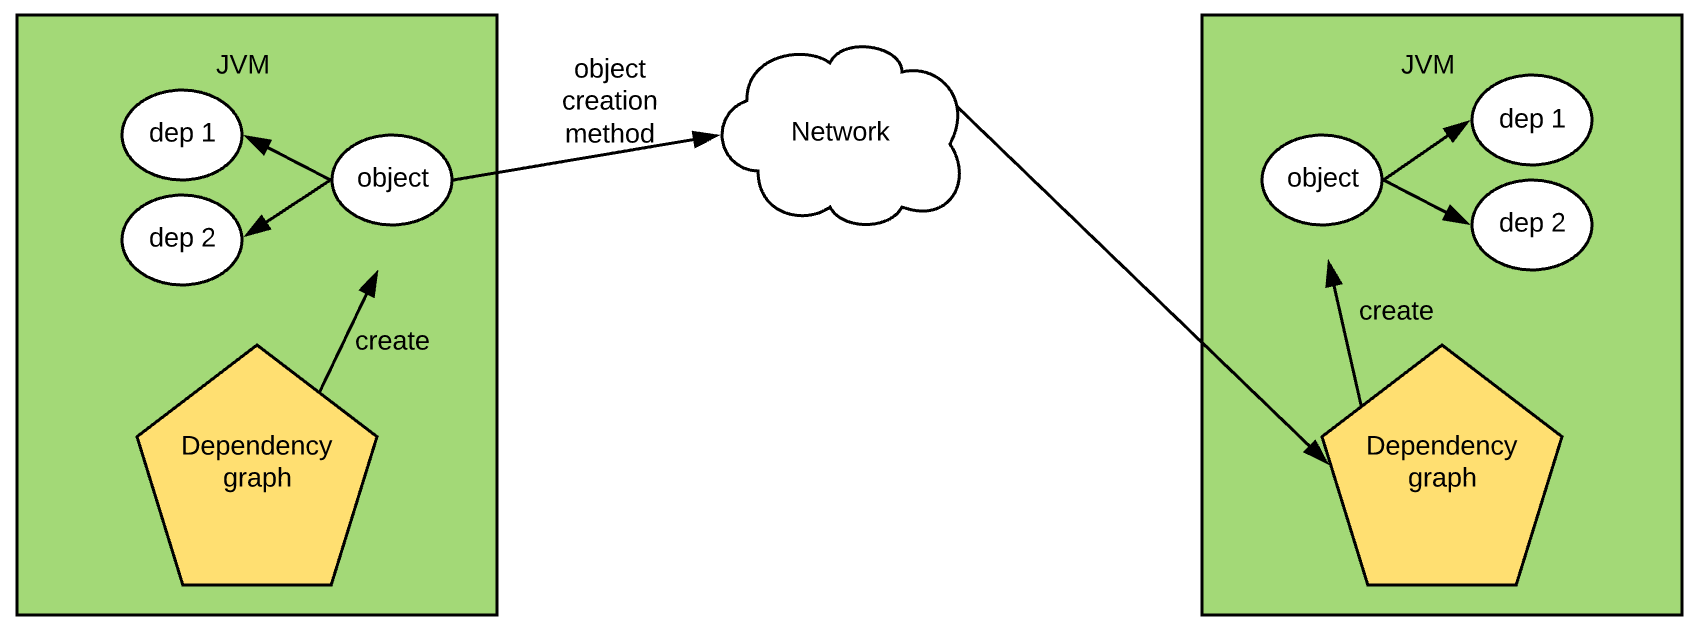 JVM
dep 1
dep 2
object
create
Dependency
graph
object
creation
method
Network
JVM
object
dep 1
dep 2
create
Dependency
graph